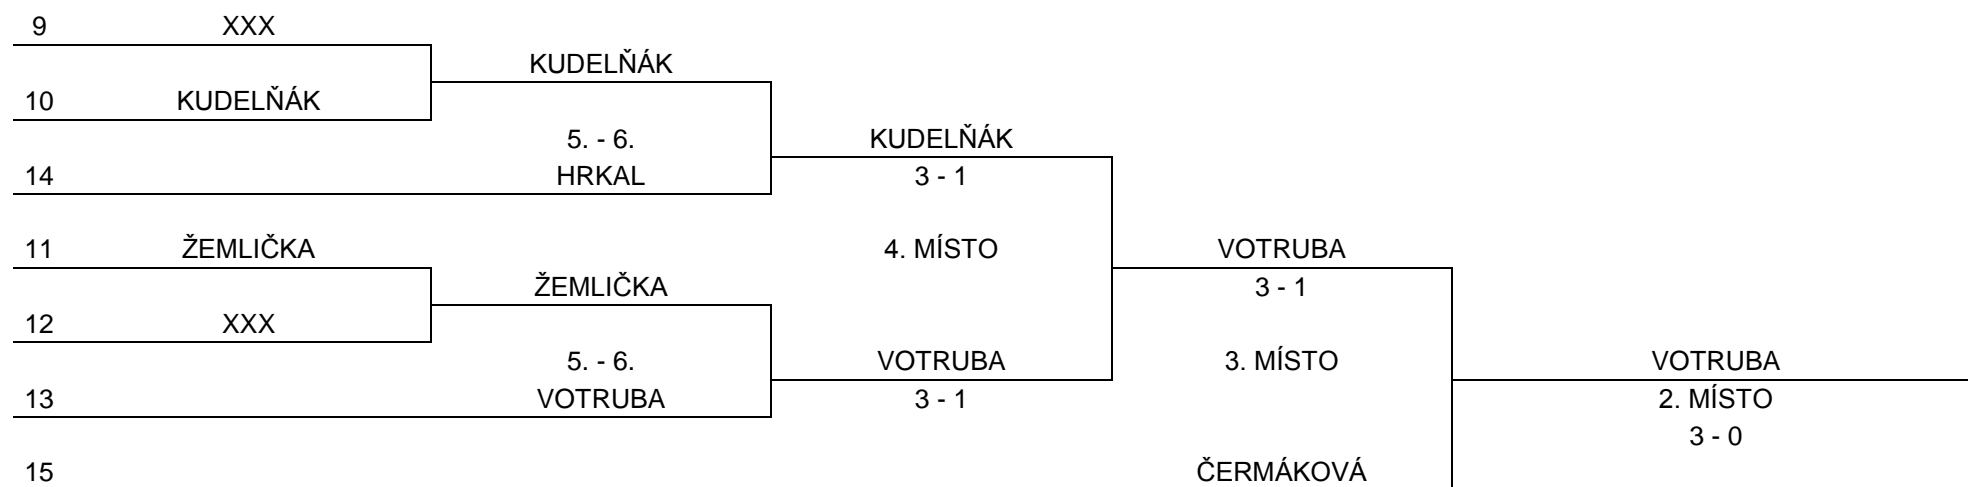 9 XXX
KUDELŇÁK
10 KUDELŇÁK
5. - 6. KUDELŇÁK
14 HRKAL 3 - 1
11 ŽEMLIČKA 4. MÍSTO VOTRUBA
ŽEMLIČKA 3 - 1
12 XXX
5. - 6. VOTRUBA 3. MÍSTO VOTRUBA
13 VOTRUBA 3 - 1 2. MÍSTO
3 - 0
15 ČERMÁKOVÁ